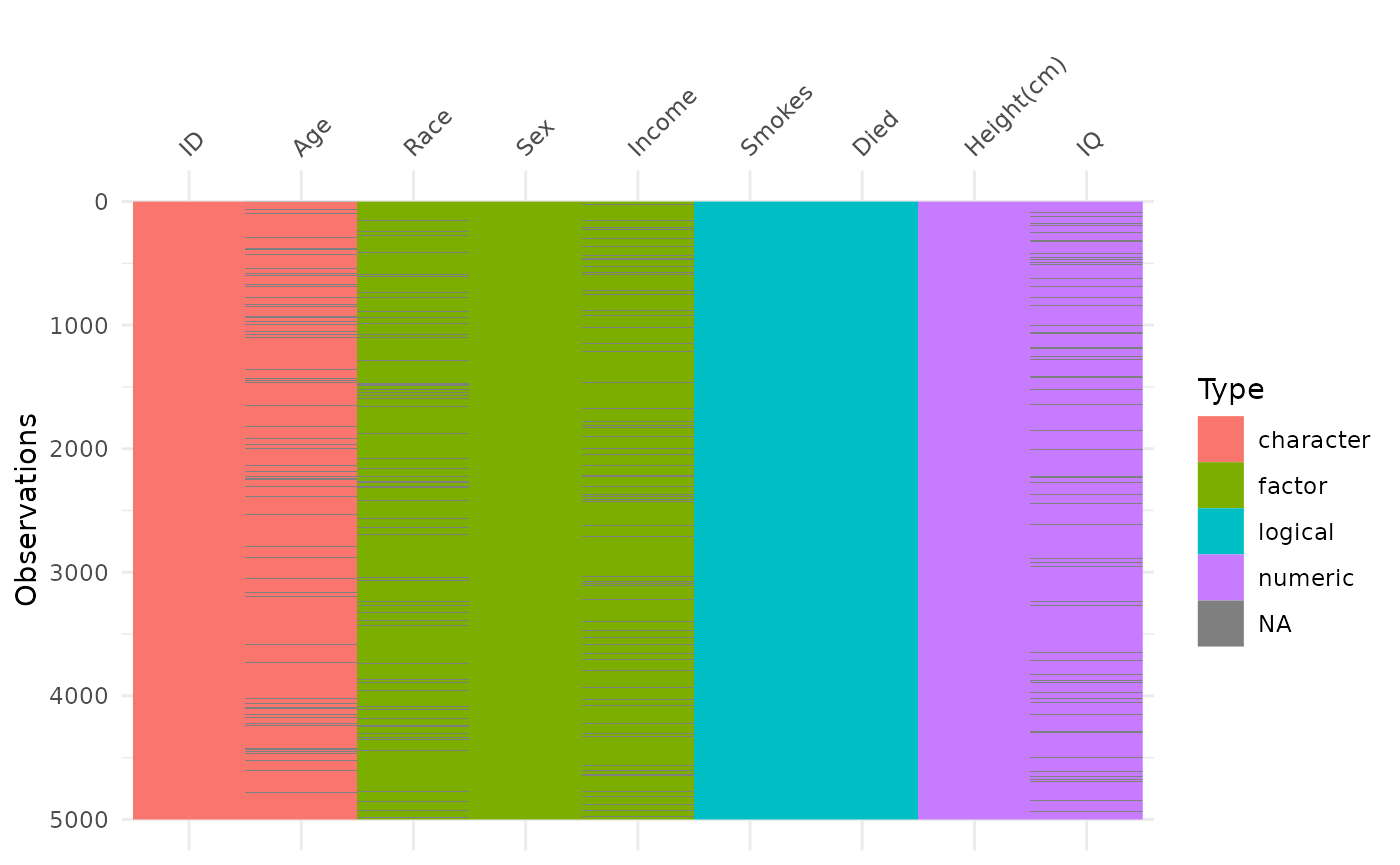 ID
Age
Race
Sex
Income
Smokes
Died
Height(cm)
IQ
0
1000
2000
3000
4000
5000
Observations
Type
character
factor
logical
numeric
NA